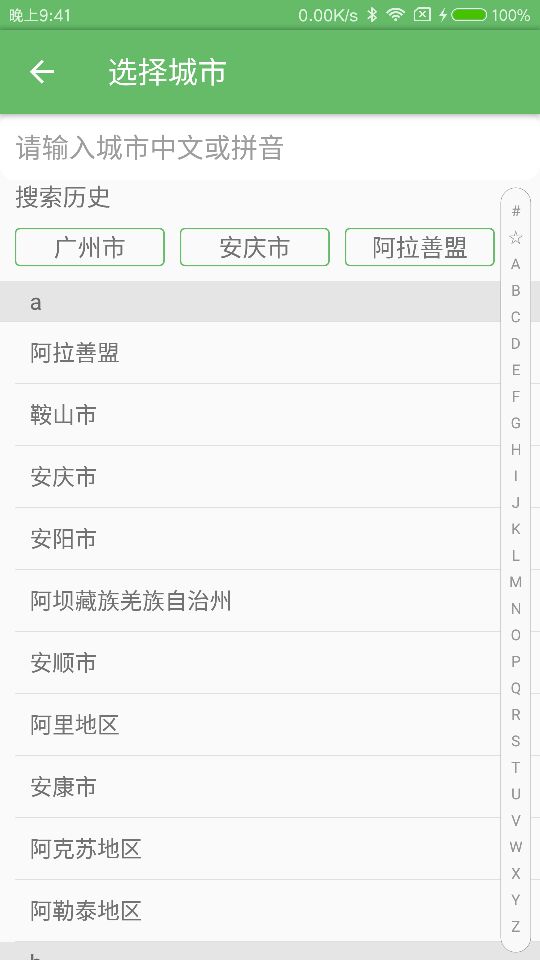 晚上9:41 0.00K/s 100%
选择城市
请输入城市中文或拼音
搜索历史
广州市 安庆市 阿拉善盟
a
阿拉善盟
鞍山市
安庆市
安阳市
阿坝藏族羌族自治州
安顺市
阿里地区
安康市
阿克苏地区
阿勒泰地区
#
☆
A
B
C
D
E
F
G
H
I
J
K
L
M
N
O
P
Q
R
S
T
U
V
W
X
Y
Z